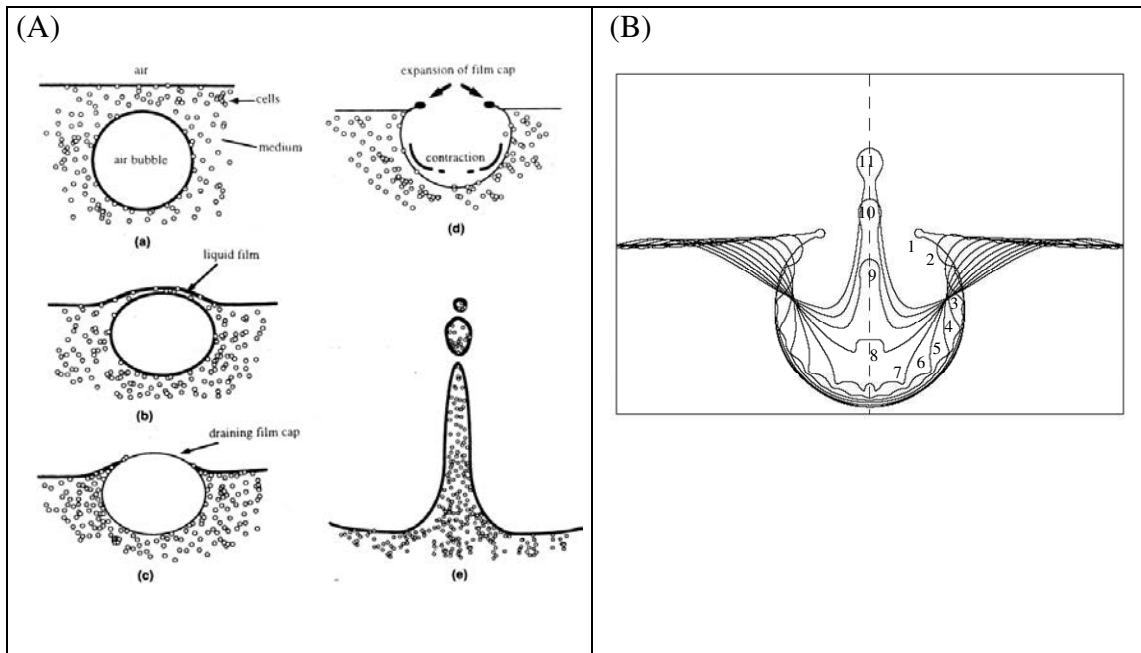 (A)
air
cells
medium
air bubble
(a)
liquid film
(b)
draining film cap
(c)
expansion of film cap
contraction
(d)
(e)
(B)
11
10
1
2
9
3
4
8
5
6
7